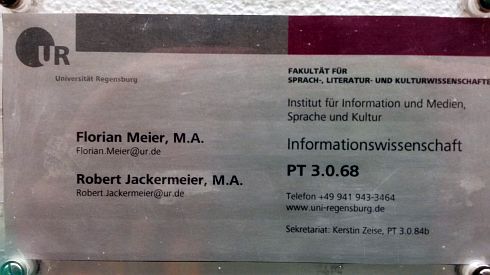 UR
Universität Regensburg
FAKULTÄT FÜR
SPRACH-, LITERATUR- UND KULTURWISSENSCHAFTE
Institut für Information und Medien,
Sprache und Kultur
Florian Meier, M.A.
Florian.Meier@ur.de
Informationswissenschaft
PT 3.0.68
Robert Jackermeier, M.A.
Robert Jackermeier@ur.de
Telefon +49 941 943-3464
www.uni-regensburg.de
Sekretariat: Kerstin Zeise, PT 3.0.84b